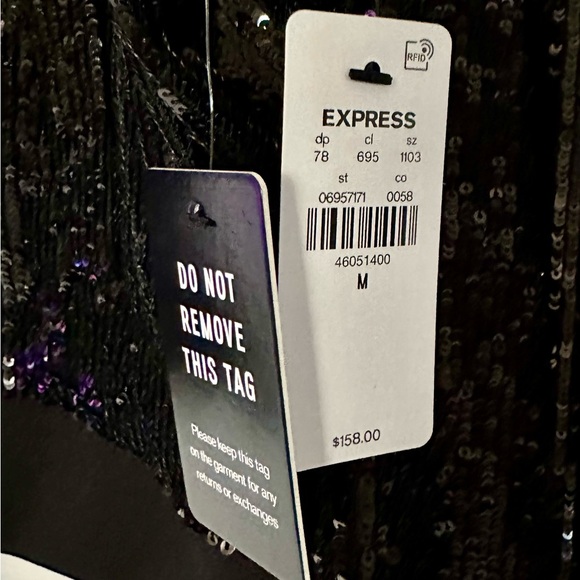 RFID
EXPRESS
dp cl sz
78 695 1103
st co
06957171 0058
46051400
M
$158.00
DO NOT
REMOVE
THIS TAG
Please keep this tag
on the garment for any
returns or exchanges